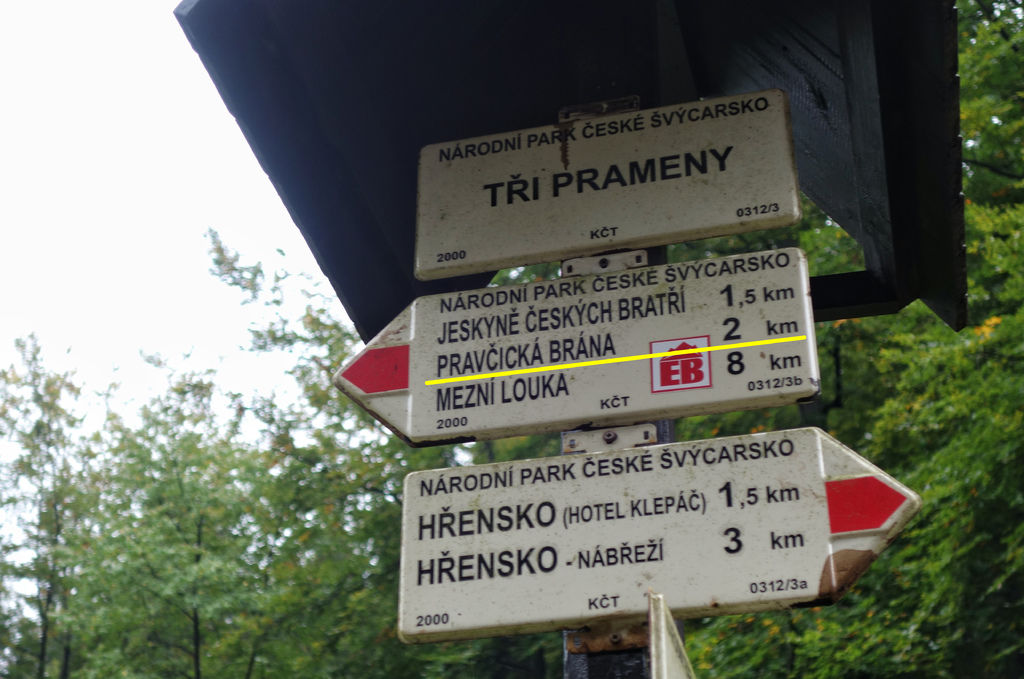 NÁRODNÍ PARK ČESKÉ ŠVÝCARSKO
TŘI PRAMENY
KČT
2000
0312/3
NÁRODNÍ PARK ČESKÉ ŠVÝCARSKO
JESKYNĚ ČESKÝCH BRATŘÍ 1,5 km
PRAVČICKÁ BRÁNA 2 km
MEZNÍ LOUKA EB 8 km
2000 KČT 0312/3b
NÁRODNÍ PARK ČESKÉ ŠVÝCARSKO
HŘENSKO (HOTEL KLEPÁČ) 1,5 km
HŘENSKO - NÁBŘEŽÍ 3 km
2000 KČT 0312/3a